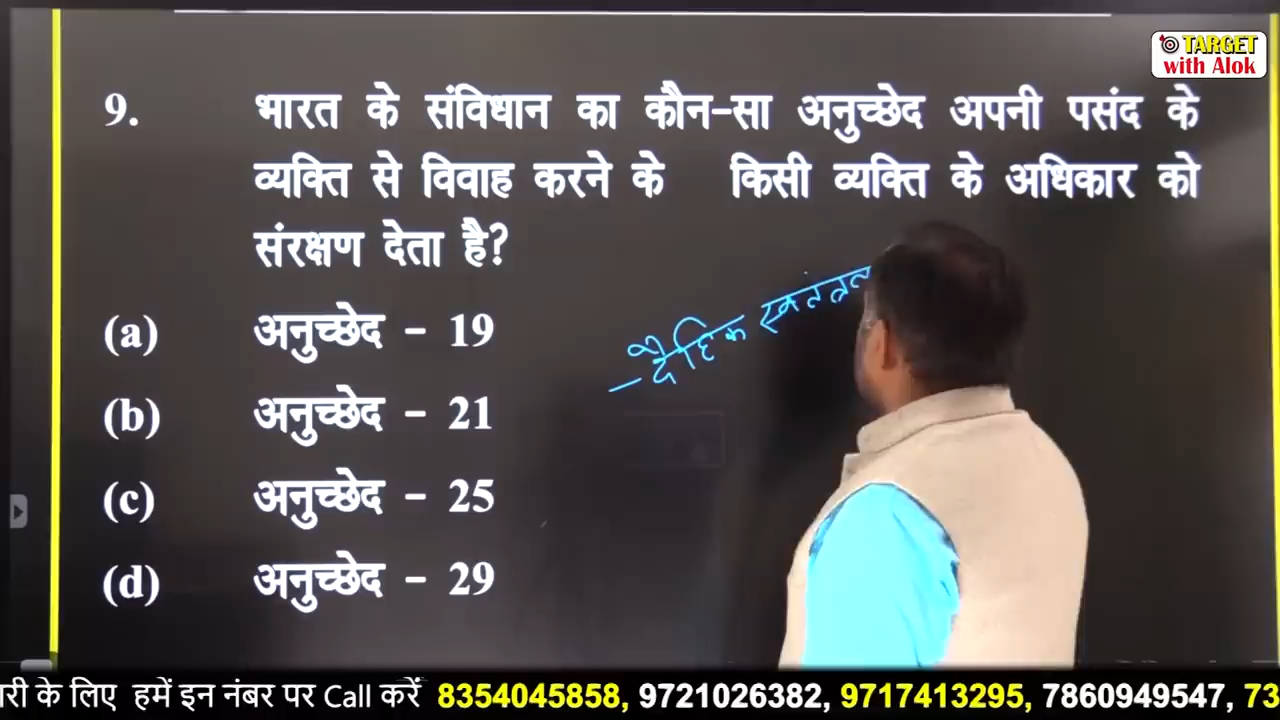 TARGET
with Alok
9. भारत के संविधान का कौन-सा अनुच्छेद अपनी पसंद के
व्यक्ति से विवाह करने के किसी व्यक्ति के अधिकार को
संरक्षण देता है?
– दैहिक स्वतंत्रत
(a) अनुच्छेद - 19
(b) अनुच्छेद - 21
(c) अनुच्छेद - 25
(d) अनुच्छेद - 29
री के लिए हमें इन नंबर पर Call करें 8354045858, 9721026382, 9717413295, 7860949547, 73